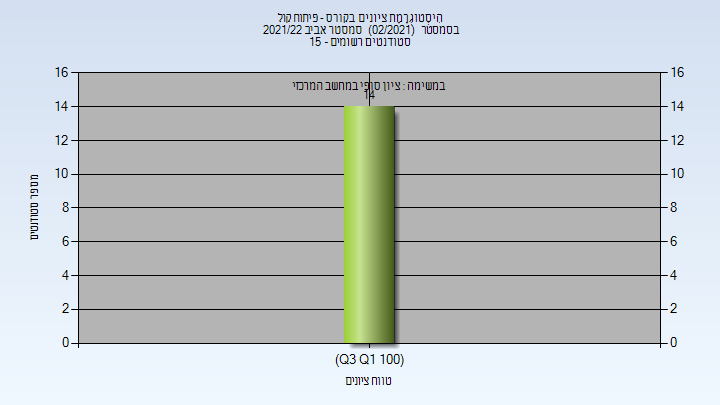 היסטוגרמת ציונים בקורס - פיתוח קול
בסמסטר (02/2021) סמסטר אביב 2021/22
סטודנטים רשומים - 15
במשימה : ציון סופי במחשב המרכזי
14
16 16
14 14
12 12
10 10
8 8
6 6
4 4
2 2
0 0
מספר סטודנטים
(Q3 Q1 100)
טווח ציונים